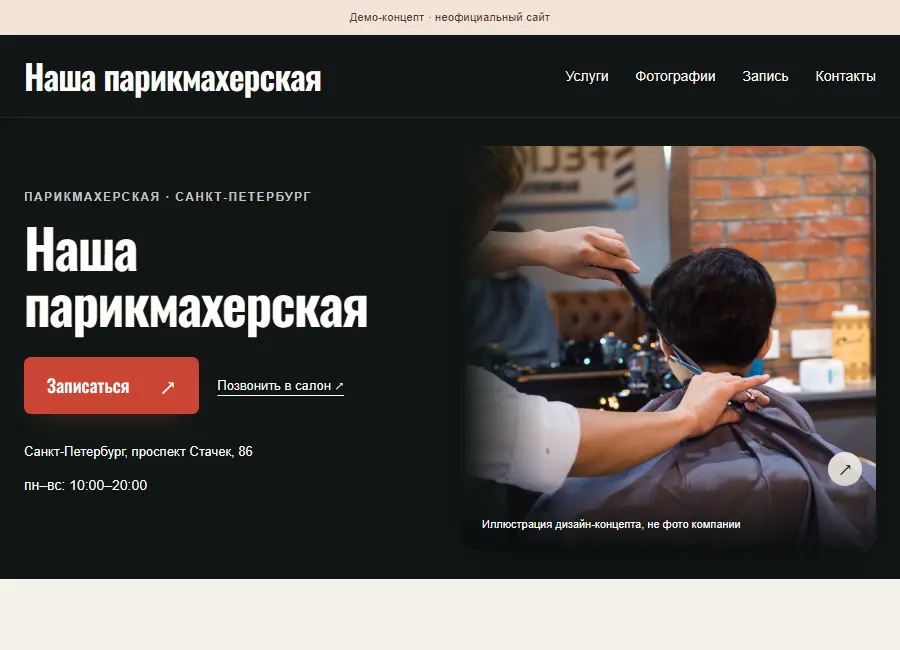 Демо-концепт · неофициальный сайт
Наша парикмахерская
Услуги Фотографии Запись Контакты
ПАРИКМАХЕРСКАЯ · САНКТ-ПЕТЕРБУРГ
Наша
парикмахерская
Записаться ↗
Позвонить в салон ↗
Санкт-Петербург, проспект Стачек, 86
пн–вс: 10:00–20:00
Иллюстрация дизайн-концепта, не фото компании
↗